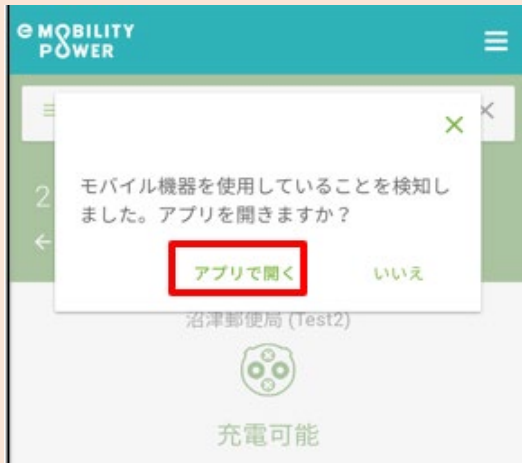 e MOBILITY
POWER
モバイル機器を使用していることを検知し
ました。アプリを開きますか？
アプリで開く
いいえ
2
沼津郵便局 (Test2)
充電可能